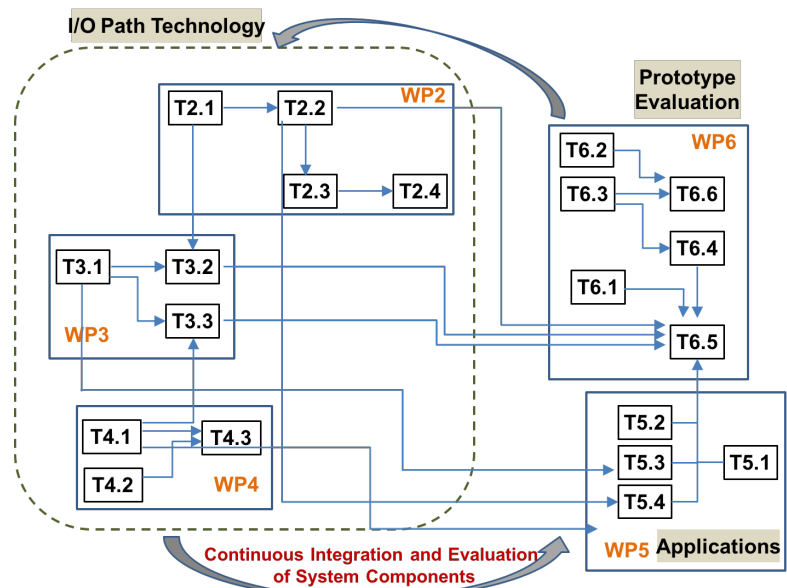 I/O Path Technology
Prototype
Evaluation
WP2
T2.1
T2.2
T2.3
T2.4
WP6
T6.2
T6.3
T6.6
T6.4
T6.1
T6.5
T3.1
T3.2
T3.3
WP3
T4.1
T4.3
T4.2
WP4
T5.2
T5.3
T5.1
T5.4
WP5
Applications
Continuous Integration and Evaluation
of System Components